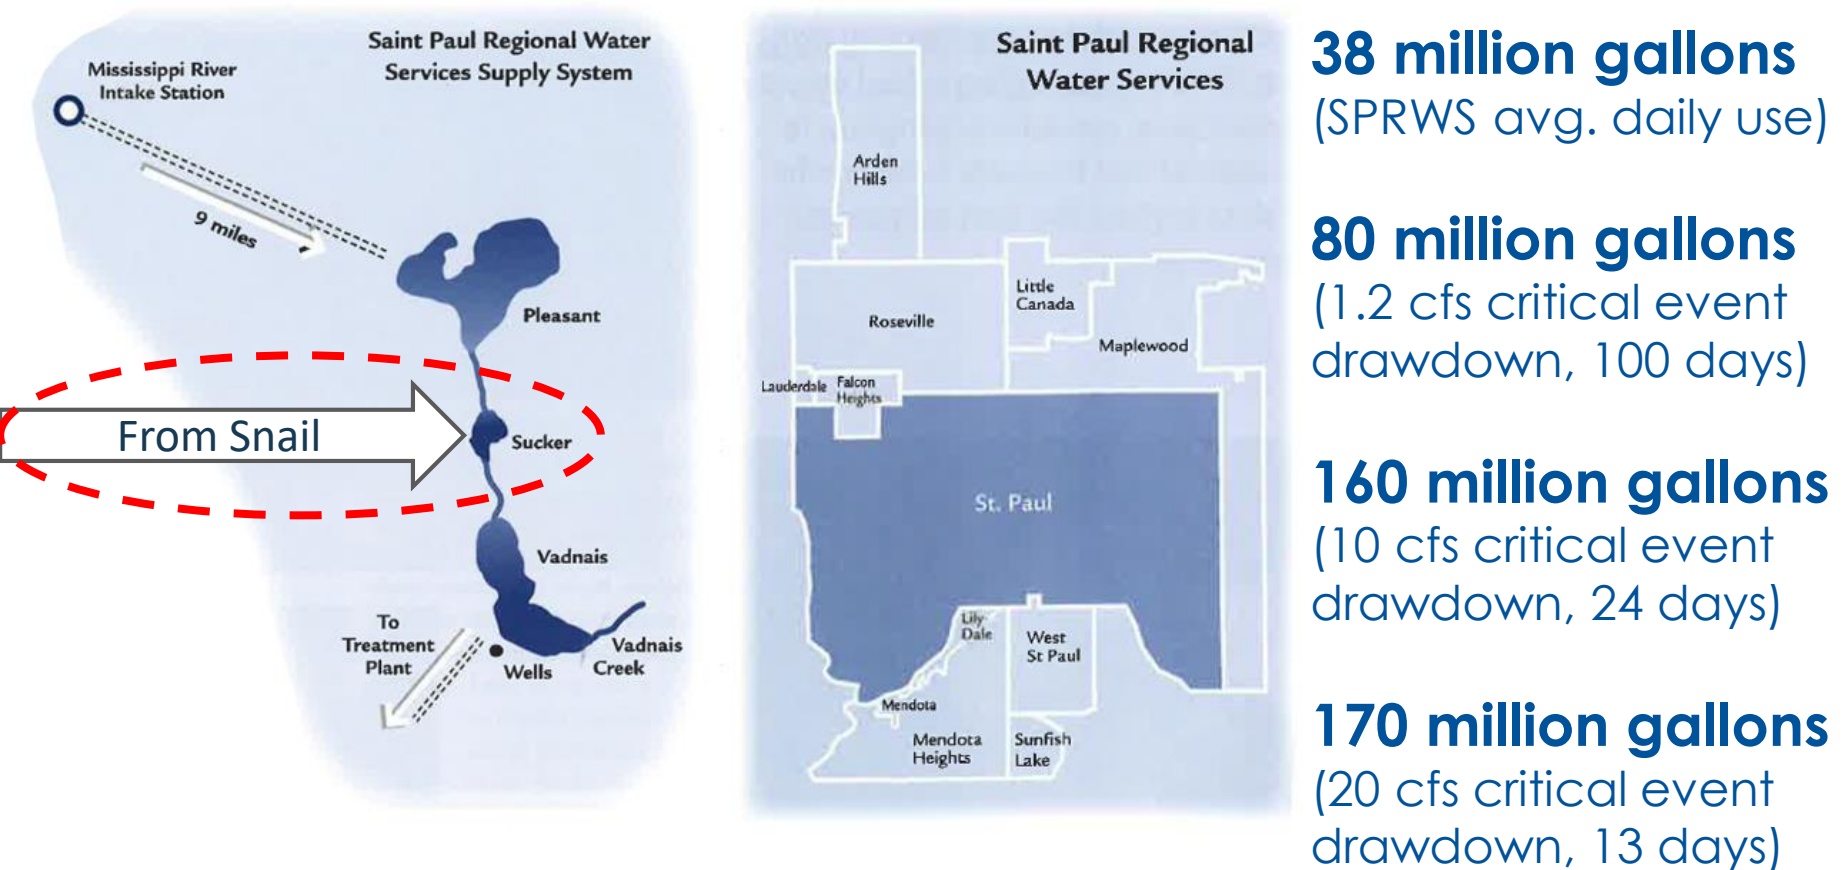 Saint Paul Regional Water
Services Supply System
Mississippi River
Intake Station
9 miles
Pleasant
From Snail
Sucker
Vadnais
To
Treatment
Plant
Wells
Vadnais
Creek
Saint Paul Regional
Water Services
Arden
Hills
Little
Canada
Roseville
Maplewood
Lauderdale
Falcon
Heights
St. Paul
Lily
Dale
West
St Paul
Mendota
Mendota
Heights
Sunfish
Lake
38 million gallons
(SPRWS avg. daily use)
80 million gallons
(1.2 cfs critical event
drawdown, 100 days)
160 million gallons
(10 cfs critical event
drawdown, 24 days)
170 million gallons
(20 cfs critical event
drawdown, 13 days)